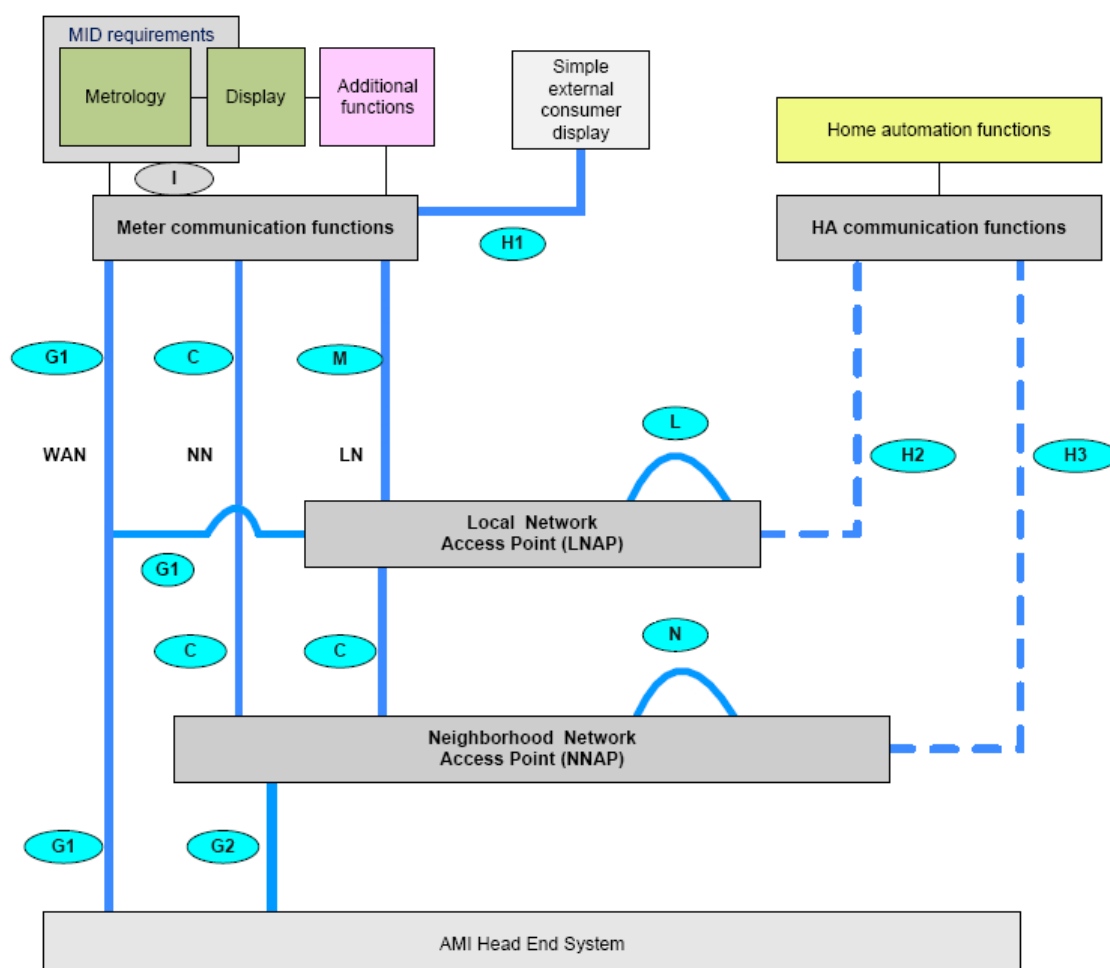 MID requirements
Metrology
Display
Additional
functions
Simple
external
consumer
display
Home automation functions
I
Meter communication functions
H1
HA communication functions
G1
C
M
WAN
NN
LN
L
H2
H3
Local Network
Access Point (LNAP)
G1
C
C
N
Neighborhood Network
Access Point (NNAP)
G1
G2
AMI Head End System